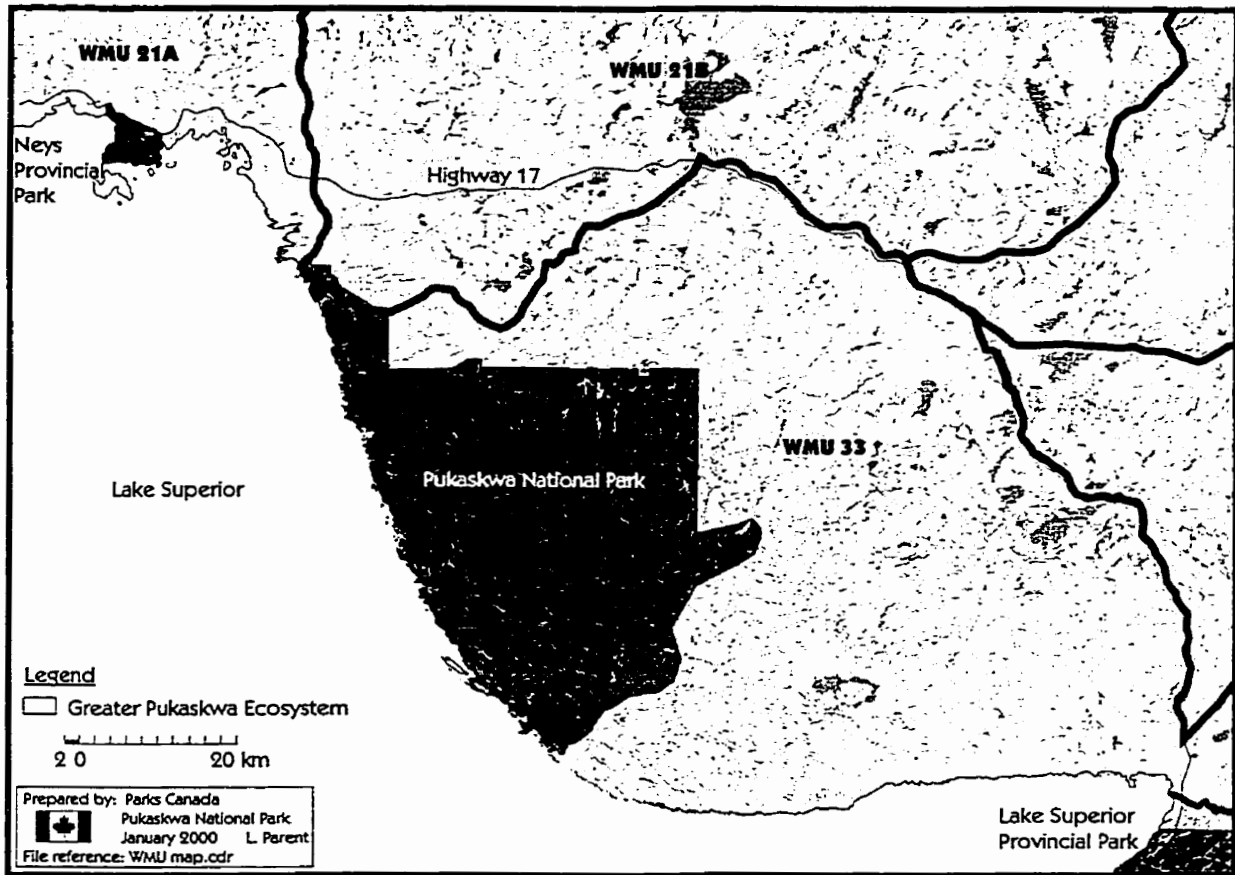 WMU 21A
WMU 21B
Neys
Provincial
Park
Highway 17
WMU 33
Pukaskwa National Park
Lake Superior
Legend
Greater Pukaskwa Ecosystem
2 0 20 km
Prepared by: Parks Canada
Pukaskwa National Park
January 2000 L. Parent
File reference: WMU map.cdr
Lake Superior
Provincial Park